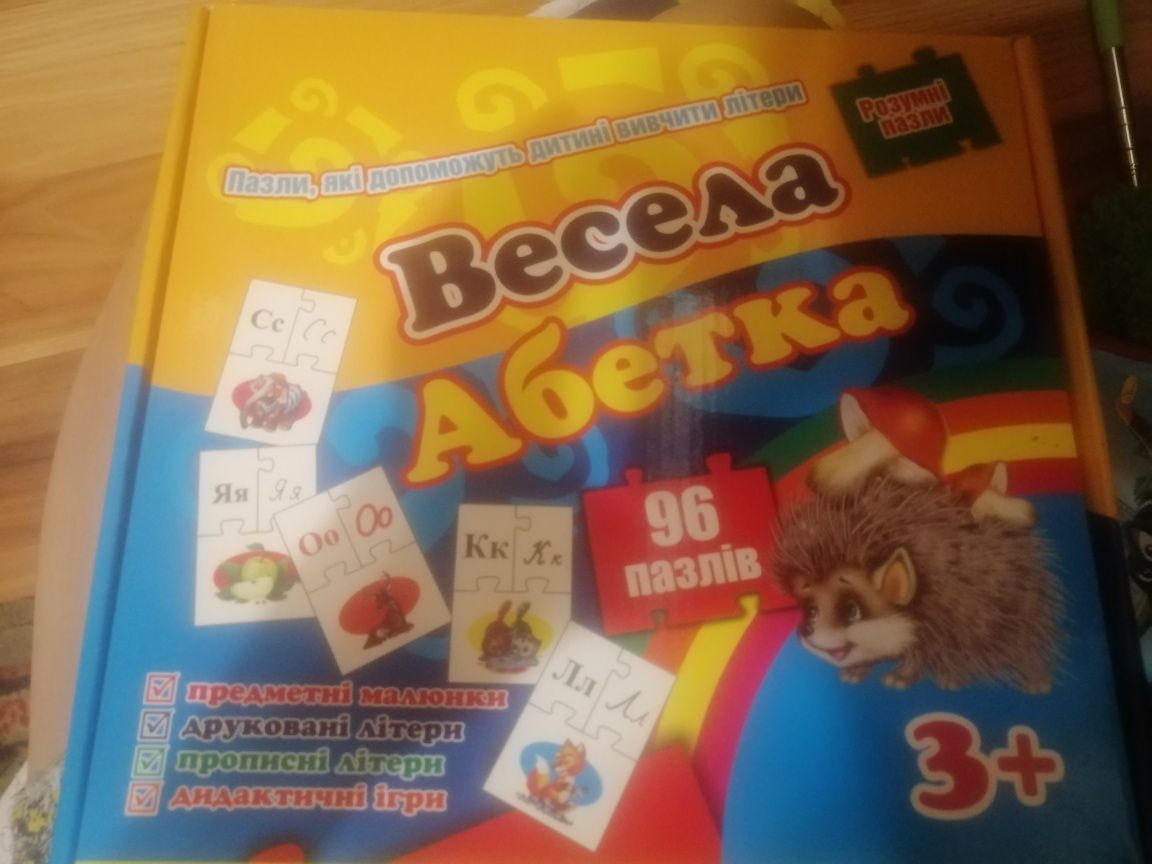 Пазли, які допоможуть дитині вивчити літери
Розумні
пазли
Весела
Абетка
Сс Сс
Яя Яя
Оо Оо
Кк Кк
Лл Лл
96
пазлів
предметні малюнки
друковані літери
прописні літери
дидактичні ігри
3+